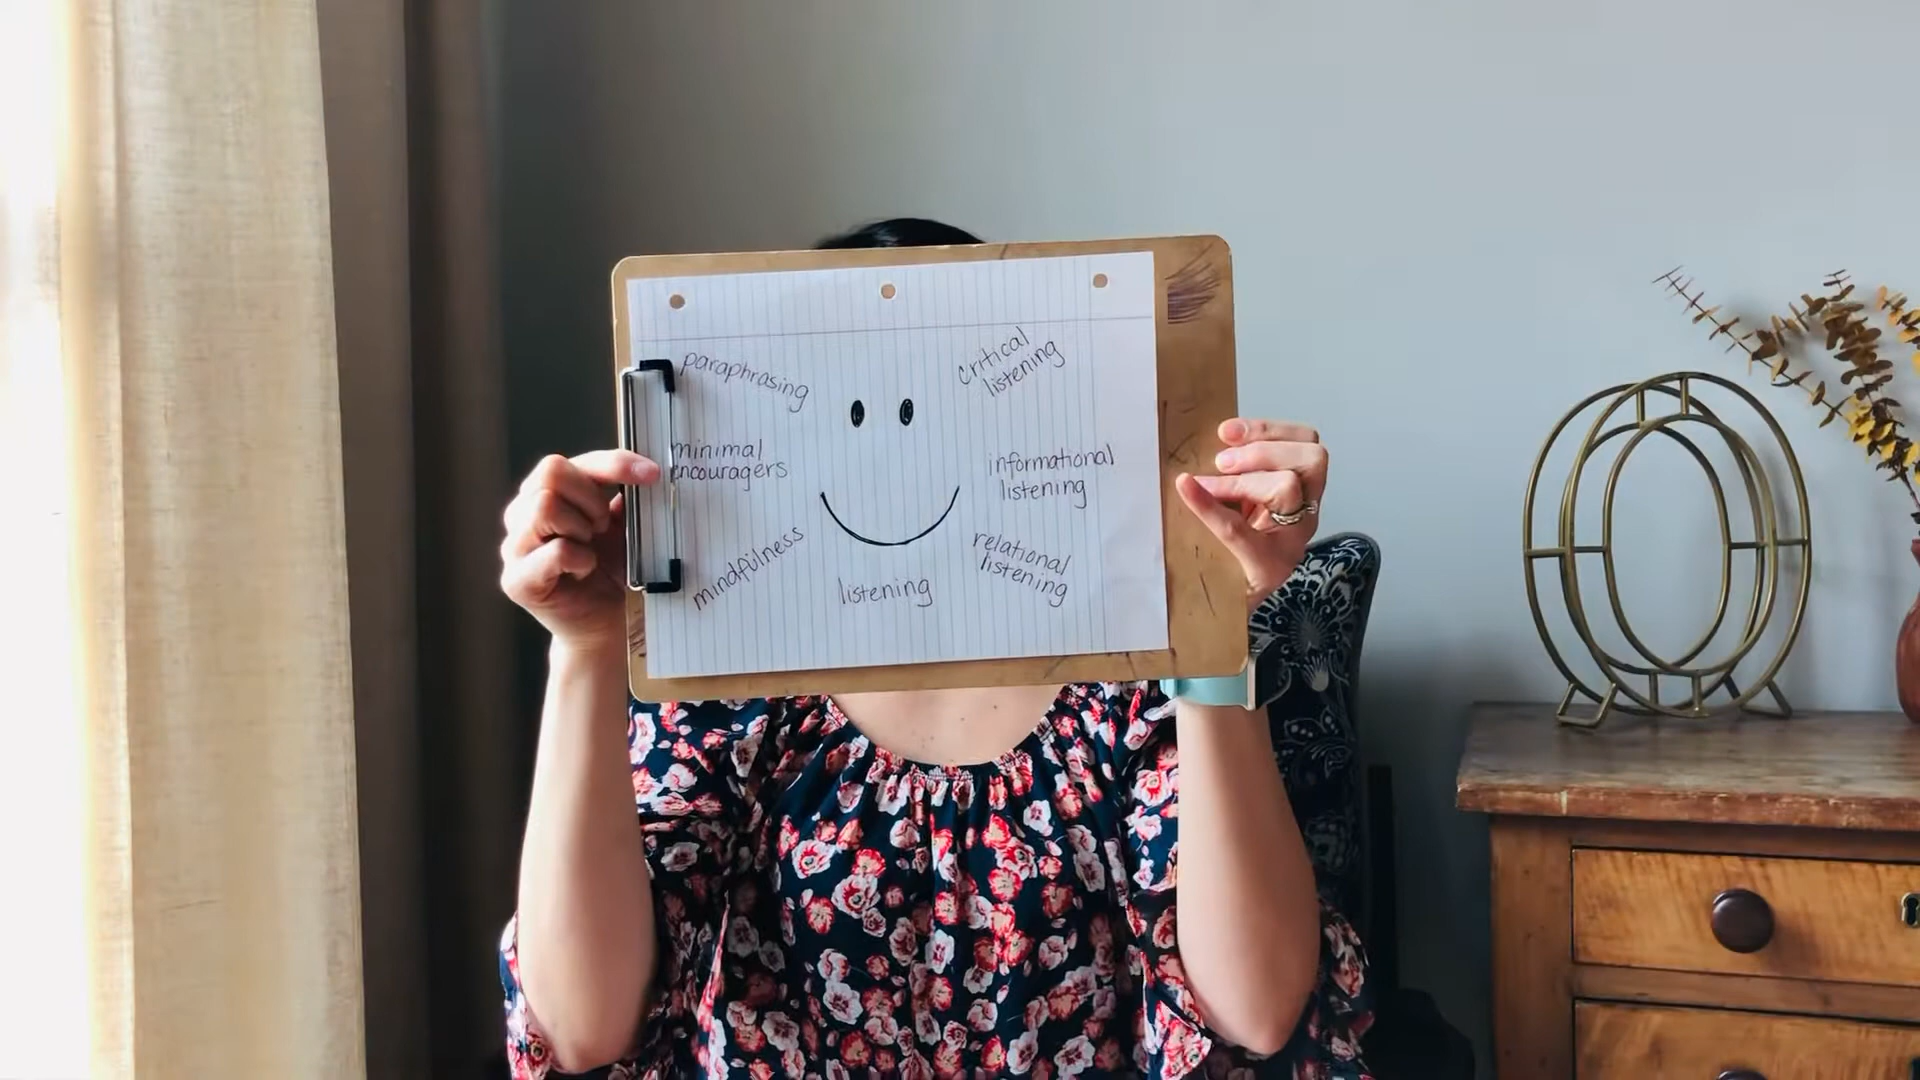 paraphrasing
critical
listening
minimal
encouragers
informational
listening
mindfulness
listening
relational
listening